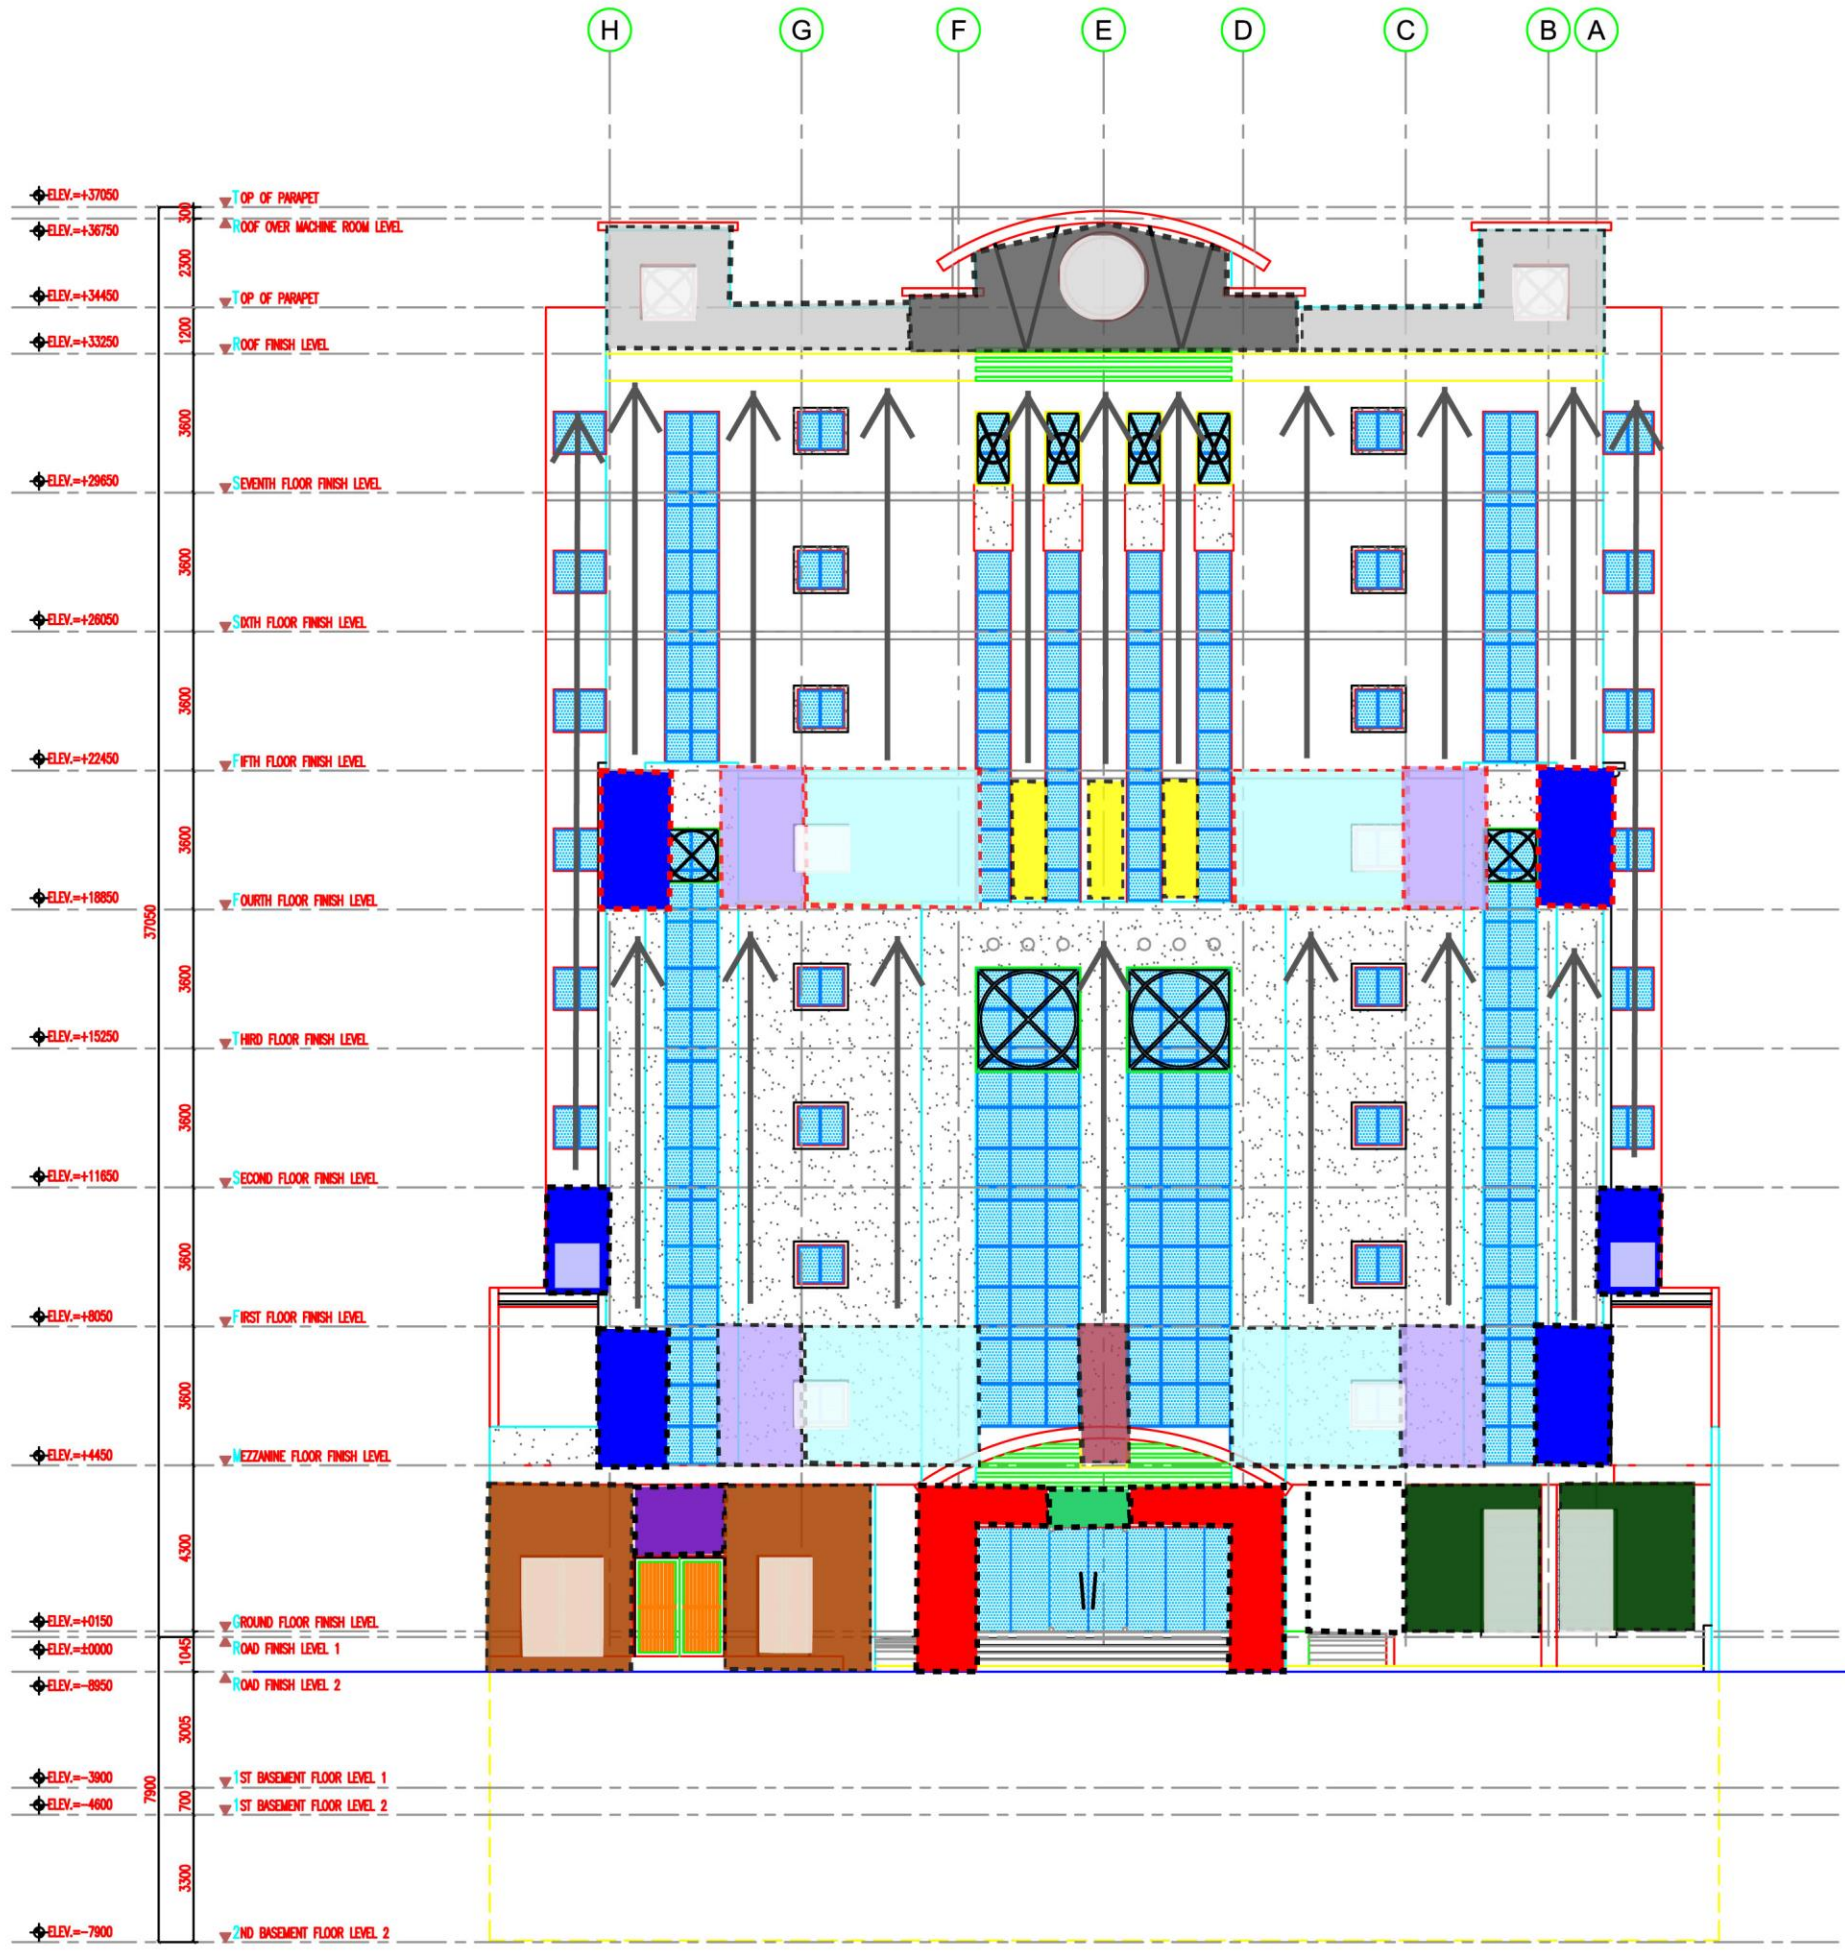 H G F E D C B A
ELEV.=+37050 TOP OF PARAPET
300
ELEV.=+36750 ROOF OVER MACHINE ROOM LEVEL
2300
ELEV.=+34450 TOP OF PARAPET
1200
ELEV.=+33250 ROOF FINISH LEVEL
3600
ELEV.=+29650 SEVENTH FLOOR FINISH LEVEL
3600
ELEV.=+26050 SIXTH FLOOR FINISH LEVEL
3600
ELEV.=+22450 FIFTH FLOOR FINISH LEVEL
3600
ELEV.=+18850 FOURTH FLOOR FINISH LEVEL
37050
3600
ELEV.=+15250 THIRD FLOOR FINISH LEVEL
3600
ELEV.=+11650 SECOND FLOOR FINISH LEVEL
3600
ELEV.=+8050 FIRST FLOOR FINISH LEVEL
3600
ELEV.=+4450 MEZZANINE FLOOR FINISH LEVEL
4300
ELEV.=+0150 GROUND FLOOR FINISH LEVEL
ELEV.=±0000 ROAD FINISH LEVEL 1
1045
ELEV.=-8950 ROAD FINISH LEVEL 2
3005
ELEV.=-3900 1ST BASEMENT FLOOR LEVEL 1
7900
700
ELEV.=-4600 1ST BASEMENT FLOOR LEVEL 2
3300
ELEV.=-7900 2ND BASEMENT FLOOR LEVEL 2